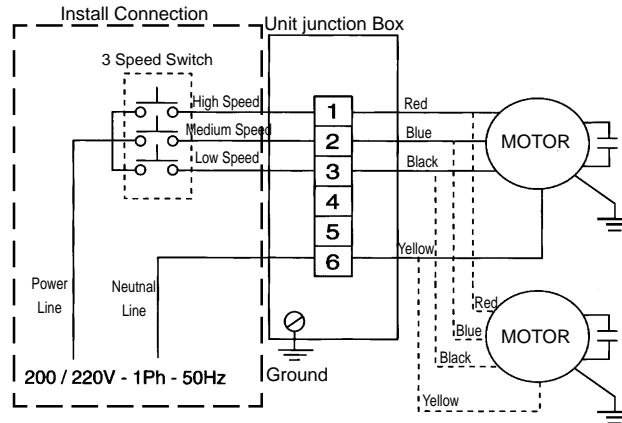 Install Connection
Unit junction Box
3 Speed Switch
High Speed
Medium Speed
Low Speed
1
2
3
4
5
6
Red
Blue
Black
Yellow
MOTOR
Power
Line
Neutnal
Line
Red
Blue
Black
Yellow
MOTOR
200 / 220V - 1Ph - 50Hz
Ground